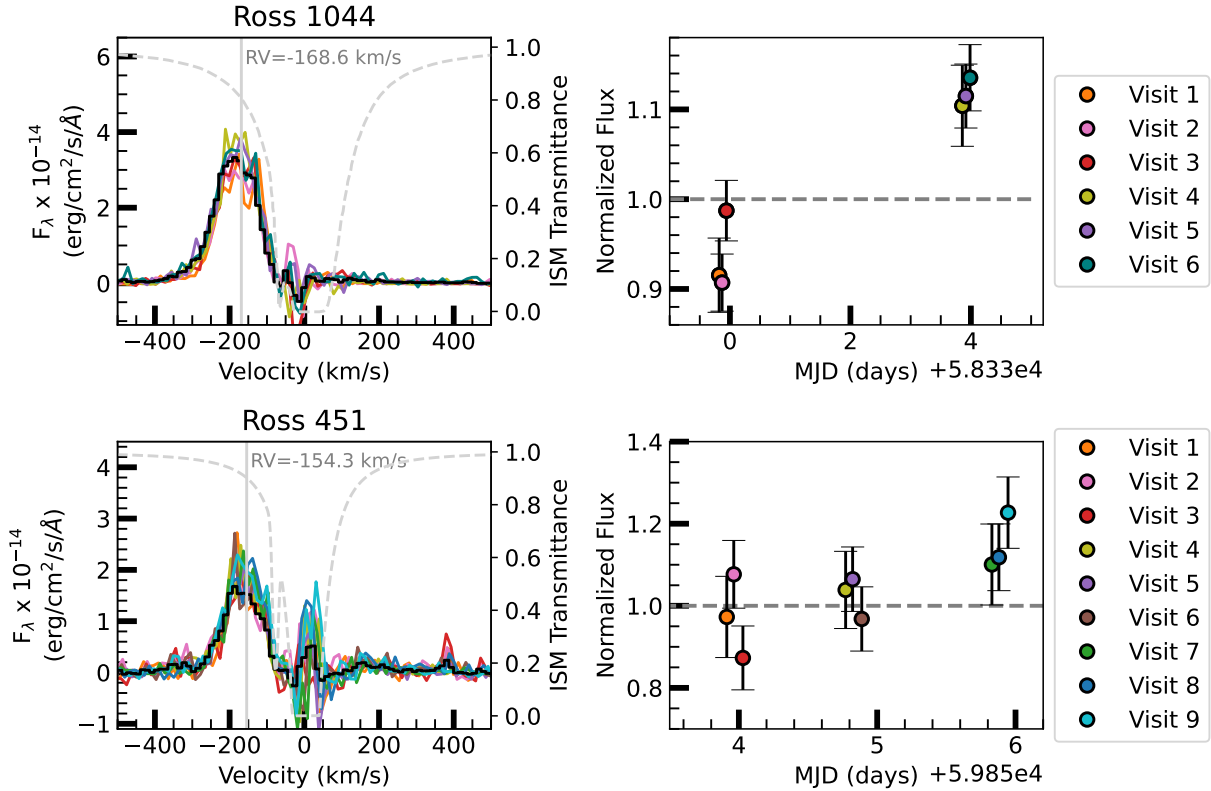 Ross 1044
RV=-168.6 km/s
F_λ x 10^−14
(erg/cm^2/s/Å)
6
4
2
0
ISM Transmittance
1.0
0.8
0.6
0.4
0.2
0.0
−400 −200 0 200 400
Velocity (km/s)
Normalized Flux
1.1
1.0
0.9
0 2 4
MJD (days) +5.833e4
Visit 1
Visit 2
Visit 3
Visit 4
Visit 5
Visit 6
Ross 451
RV=-154.3 km/s
F_λ x 10^−14
(erg/cm^2/s/Å)
4
3
2
1
0
−1
ISM Transmittance
1.0
0.8
0.6
0.4
0.2
0.0
−400 −200 0 200 400
Velocity (km/s)
Normalized Flux
1.4
1.2
1.0
0.8
4 5 6
MJD (days) +5.985e4
Visit 1
Visit 2
Visit 3
Visit 4
Visit 5
Visit 6
Visit 7
Visit 8
Visit 9